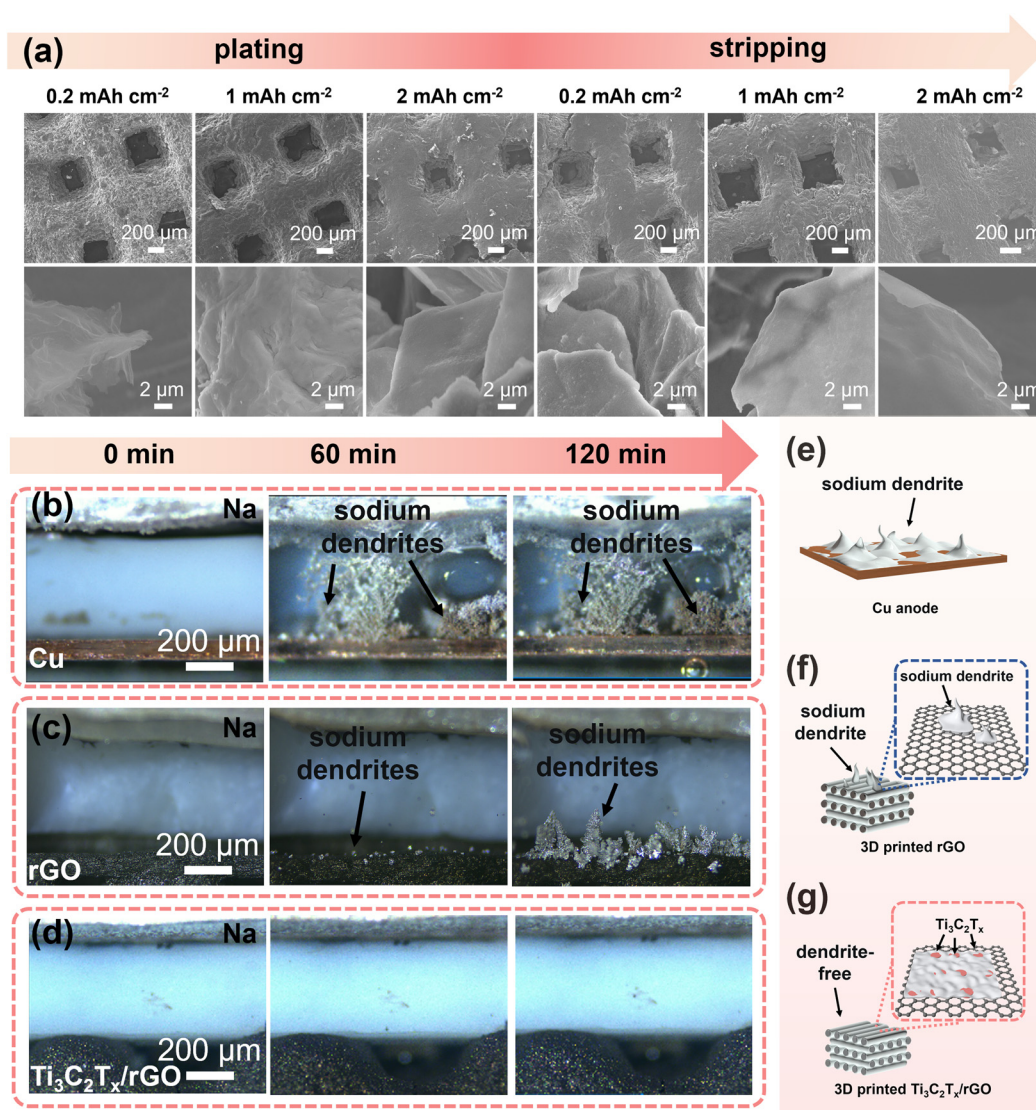 (a)
plating
stripping
0.2 mAh cm-2
1 mAh cm-2
2 mAh cm-2
0.2 mAh cm-2
1 mAh cm-2
2 mAh cm-2
200 μm
200 μm
200 μm
200 μm
200 μm
200 μm
2 μm
2 μm
2 μm
2 μm
2 μm
2 μm
0 min
60 min
120 min
(b)
Na
sodium
dendrites
sodium
dendrites
200 μm
Cu
(c)
Na
sodium
dendrites
sodium
dendrites
200 μm
rGO
(d)
Na
200 μm
Ti3C2Tx/rGO
(e)
sodium dendrite
Cu anode
(f)
sodium dendrite
sodium
dendrite
3D printed rGO
(g)
Ti3C2Tx
dendrite-
free
3D printed Ti3C2Tx/rGO